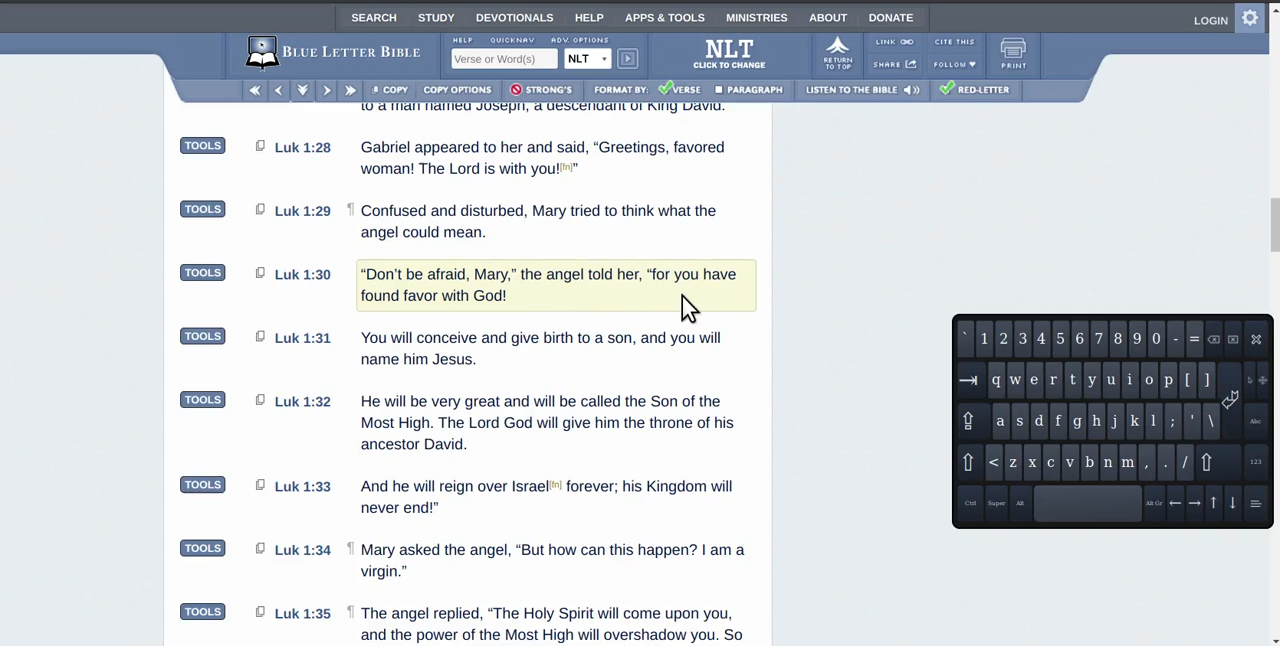 SEARCH STUDY DEVOTIONALS HELP APPS & TOOLS MINISTRIES ABOUT DONATE LOGIN
BLUE LETTER BIBLE
HELP QUICKNAV ADV. OPTIONS
Verse or Word(s) NLT
NLT
CLICK TO CHANGE
RETURN
TO TOP
LINK CITE THIS
SHARE FOLLOW
PRINT
COPY COPY OPTIONS STRONG'S FORMAT BY: VERSE PARAGRAPH LISTEN TO THE BIBLE RED-LETTER
to a man named Joseph, a descendant of King David.
TOOLS Luk 1:28 Gabriel appeared to her and said, “Greetings, favored
woman! The Lord is with you![fn]”
TOOLS Luk 1:29 ¶ Confused and disturbed, Mary tried to think what the
angel could mean.
TOOLS Luk 1:30 “Don’t be afraid, Mary,” the angel told her, “for you have
found favor with God!
TOOLS Luk 1:31 You will conceive and give birth to a son, and you will
name him Jesus.
TOOLS Luk 1:32 He will be very great and will be called the Son of the
Most High. The Lord God will give him the throne of his
ancestor David.
TOOLS Luk 1:33 And he will reign over Israel[fn] forever; his Kingdom will
never end!”
TOOLS Luk 1:34 ¶ Mary asked the angel, “But how can this happen? I am a
virgin.”
TOOLS Luk 1:35 ¶ The angel replied, “The Holy Spirit will come upon you,
and the power of the Most High will overshadow you. So
` 1 2 3 4 5 6 7 8 9 0 - =
q w e r t y u i o p [ ]
a s d f g h j k l ; ' \ Abc
< z x c v b n m , . / 123
Ctrl Super Alt Alt Gr